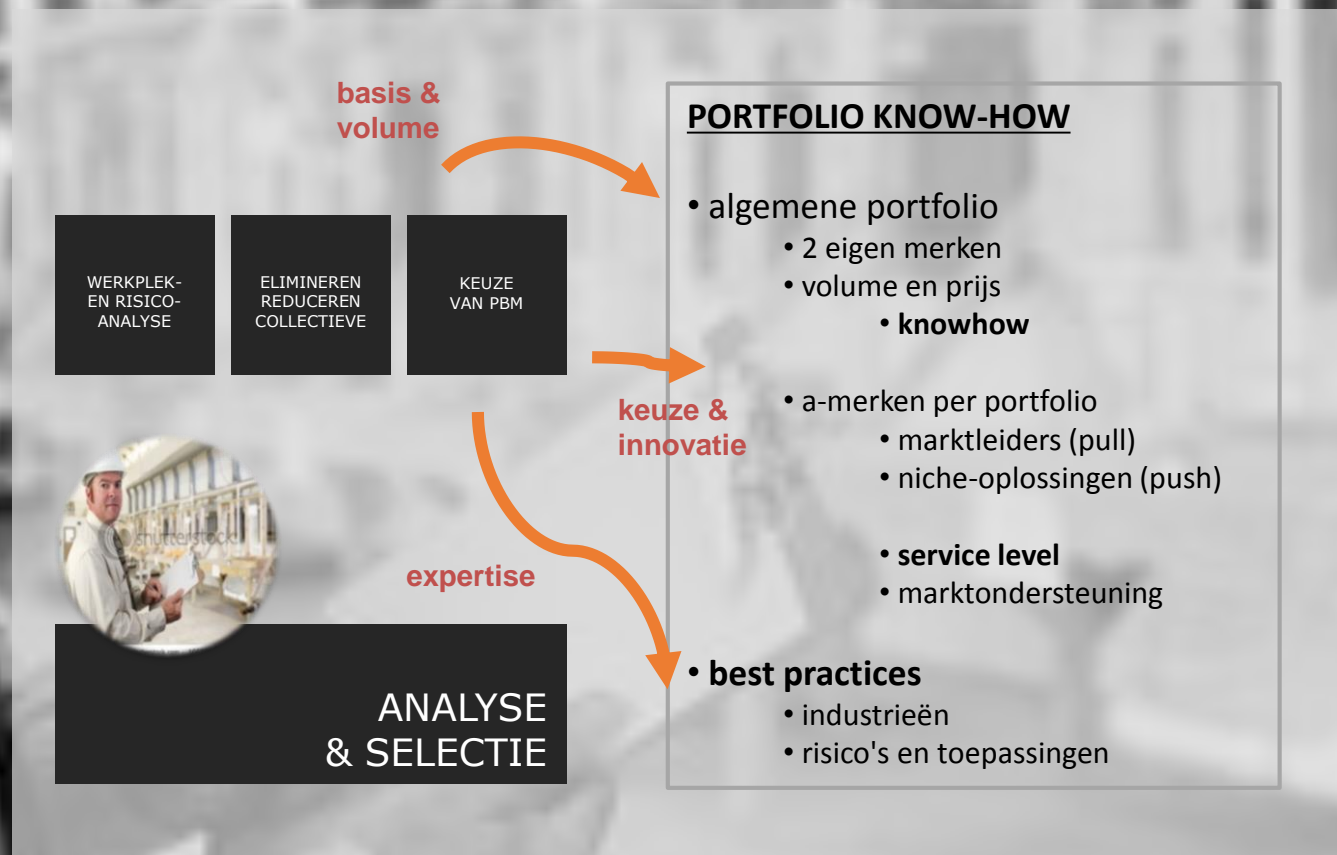 basis &
volume
WERKPLEK-
EN RISICO-
ANALYSE
ELIMINEREN
REDUCEREN
COLLECTIEVE
KEUZE
VAN PBM
keuze &
innovatie
shutterstock
expertise
ANALYSE
& SELECTIE
PORTFOLIO KNOW-HOW
• algemene portfolio
• 2 eigen merken
• volume en prijs
• knowhow
• a-merken per portfolio
• marktleiders (pull)
• niche-oplossingen (push)
• service level
• marktondersteuning
• best practices
• industrieën
• risico's en toepassingen